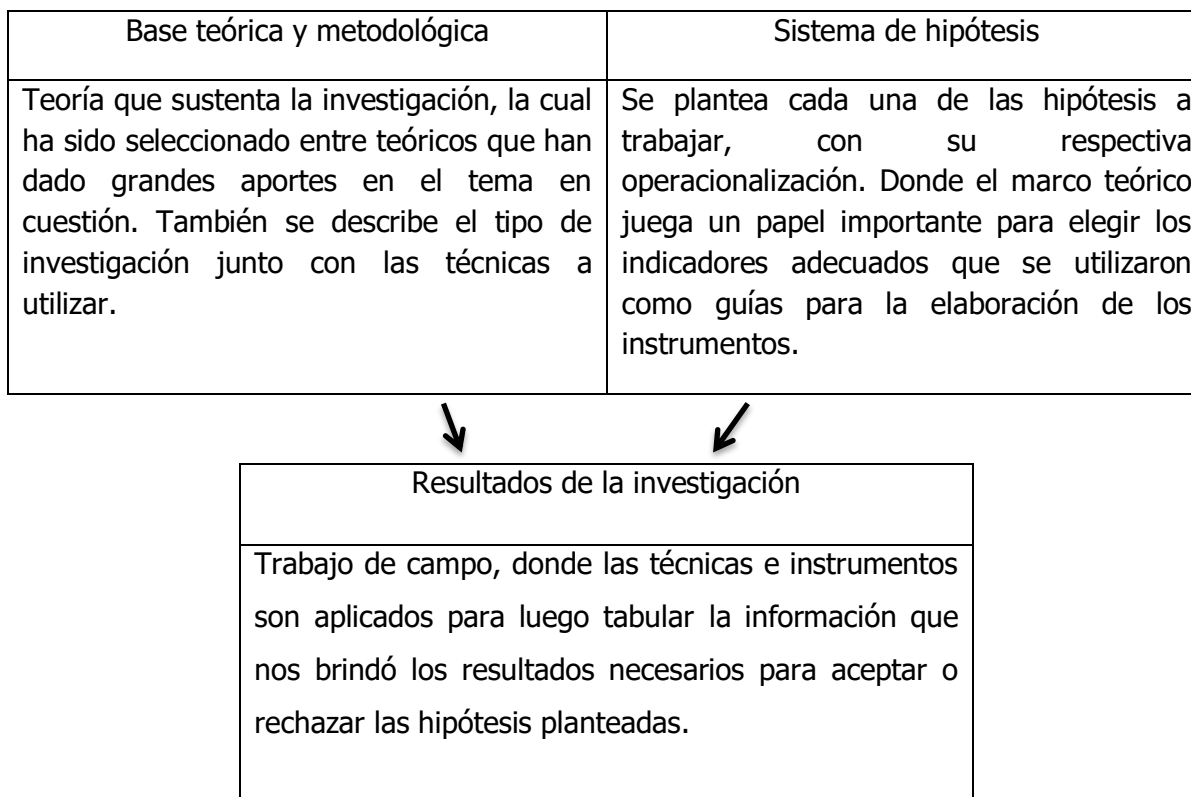 Base teórica y metodológica
Sistema de hipótesis
Teoría que sustenta la investigación, la cual
ha sido seleccionado entre teóricos que han
dado grandes aportes en el tema en
cuestión. También se describe el tipo de
investigación junto con las técnicas a
utilizar.
Se plantea cada una de las hipótesis a
trabajar, con su respectiva
operacionalización. Donde el marco teórico
juega un papel importante para elegir los
indicadores adecuados que se utilizaron
como guías para la elaboración de los
instrumentos.
Resultados de la investigación
Trabajo de campo, donde las técnicas e instrumentos
son aplicados para luego tabular la información que
nos brindó los resultados necesarios para aceptar o
rechazar las hipótesis planteadas.